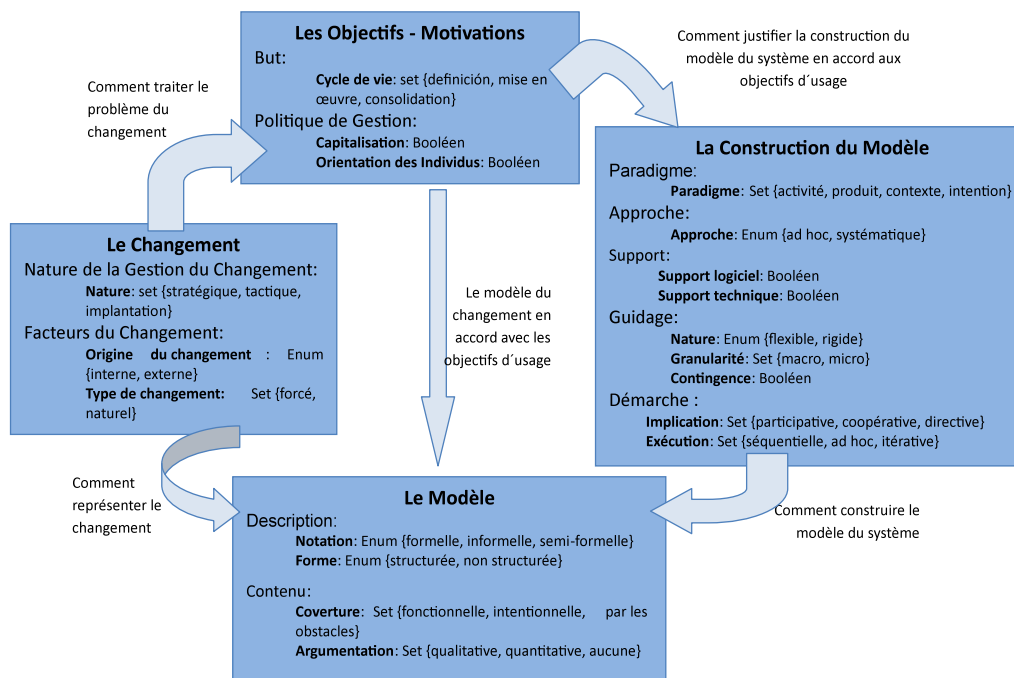 Les Objectifs - Motivations
But:
Cycle de vie: set {definición, mise en
œuvre, consolidation}
Politique de Gestion:
Capitalisation: Booléen
Orientation des Individus: Booléen
Comment traiter le
problème du
changement
Comment justifier la construction du
modèle du système en accord aux
objectifs d´usage
La Construction du Modèle
Paradigme:
Paradigme: Set {activité, produit, contexte, intention}
Approche:
Approche: Enum {ad hoc, systématique}
Support:
Support logiciel: Booléen
Support technique: Booléen
Guidage:
Nature: Enum {flexible, rigide}
Granularité: Set {macro, micro}
Contingence: Booléen
Démarche :
Implication: Set {participative, coopérative, directive}
Exécution: Set {séquentielle, ad hoc, itérative}
Le Changement
Nature de la Gestion du Changement:
Nature: set {stratégique, tactique,
implantation}
Facteurs du Changement:
Origine du changement : Enum
{interne, externe}
Type de changement: Set {forcé,
naturel}
Le modèle du
changement en
accord avec les
objectifs d´usage
Comment
représenter le
changement
Comment construire le
modèle du système
Le Modèle
Description:
Notation: Enum {formelle, informelle, semi-formelle}
Forme: Enum {structurée, non structurée}
Contenu:
Coverture: Set {fonctionnelle, intentionnelle, par les
obstacles}
Argumentation: Set {qualitative, quantitative, aucune}